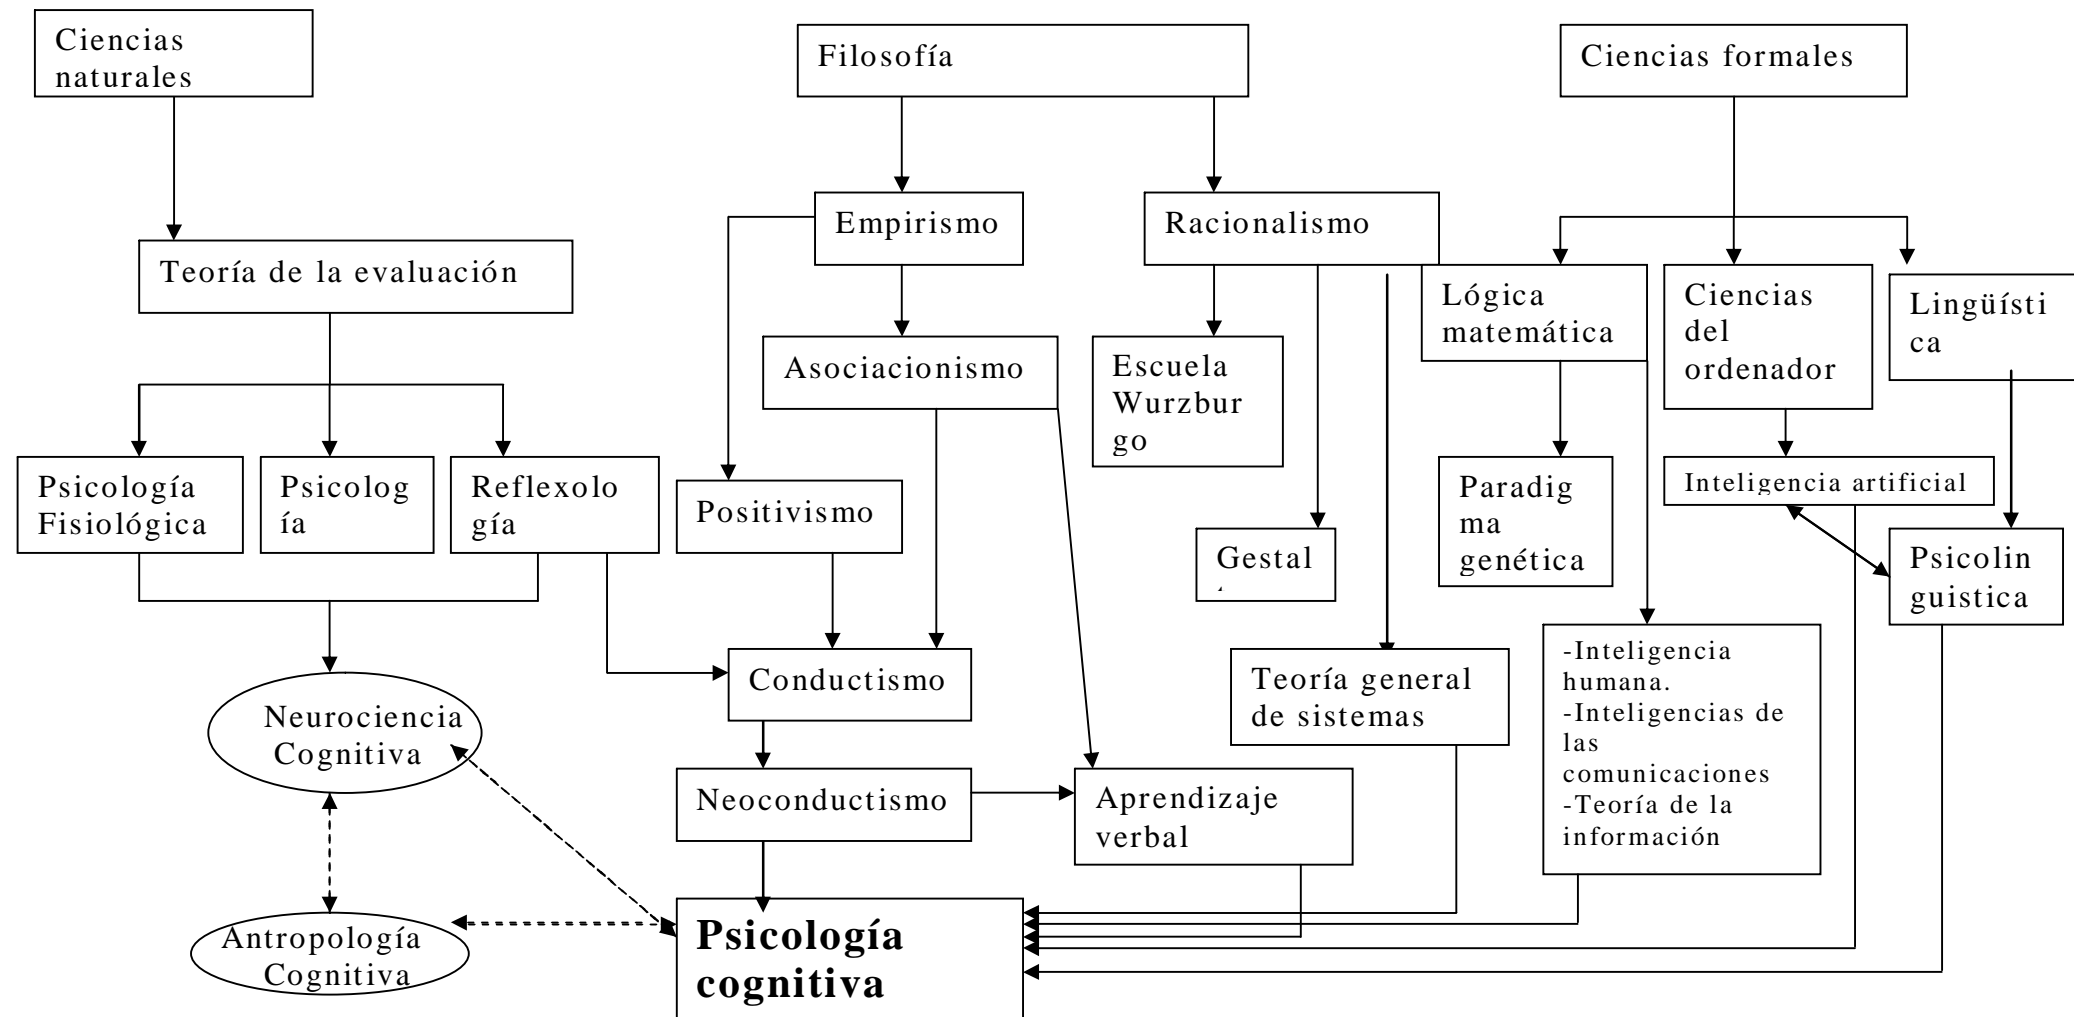 Ciencias
naturales
Filosofía
Ciencias formales
Empirismo
Racionalismo
Teoría de la evaluación
Lógica
matemática
Ciencias
del
ordenador
Lingüísti
ca
Asociacionismo
Escuela
Wurzbur
go
Psicología
Fisiológica
Psicolog
ía
Reflexolo
gía
Positivismo
Paradig
ma
genética
Inteligencia artificial
Gestal
Psicolin
guistica
Conductismo
Teoría general
de sistemas
-Inteligencia
humana.
-Inteligencias de
las
comunicaciones
-Teoría de la
información
Neurociencia
Cognitiva
Neoconductismo
Aprendizaje
verbal
Antropología
Cognitiva
Psicología
cognitiva